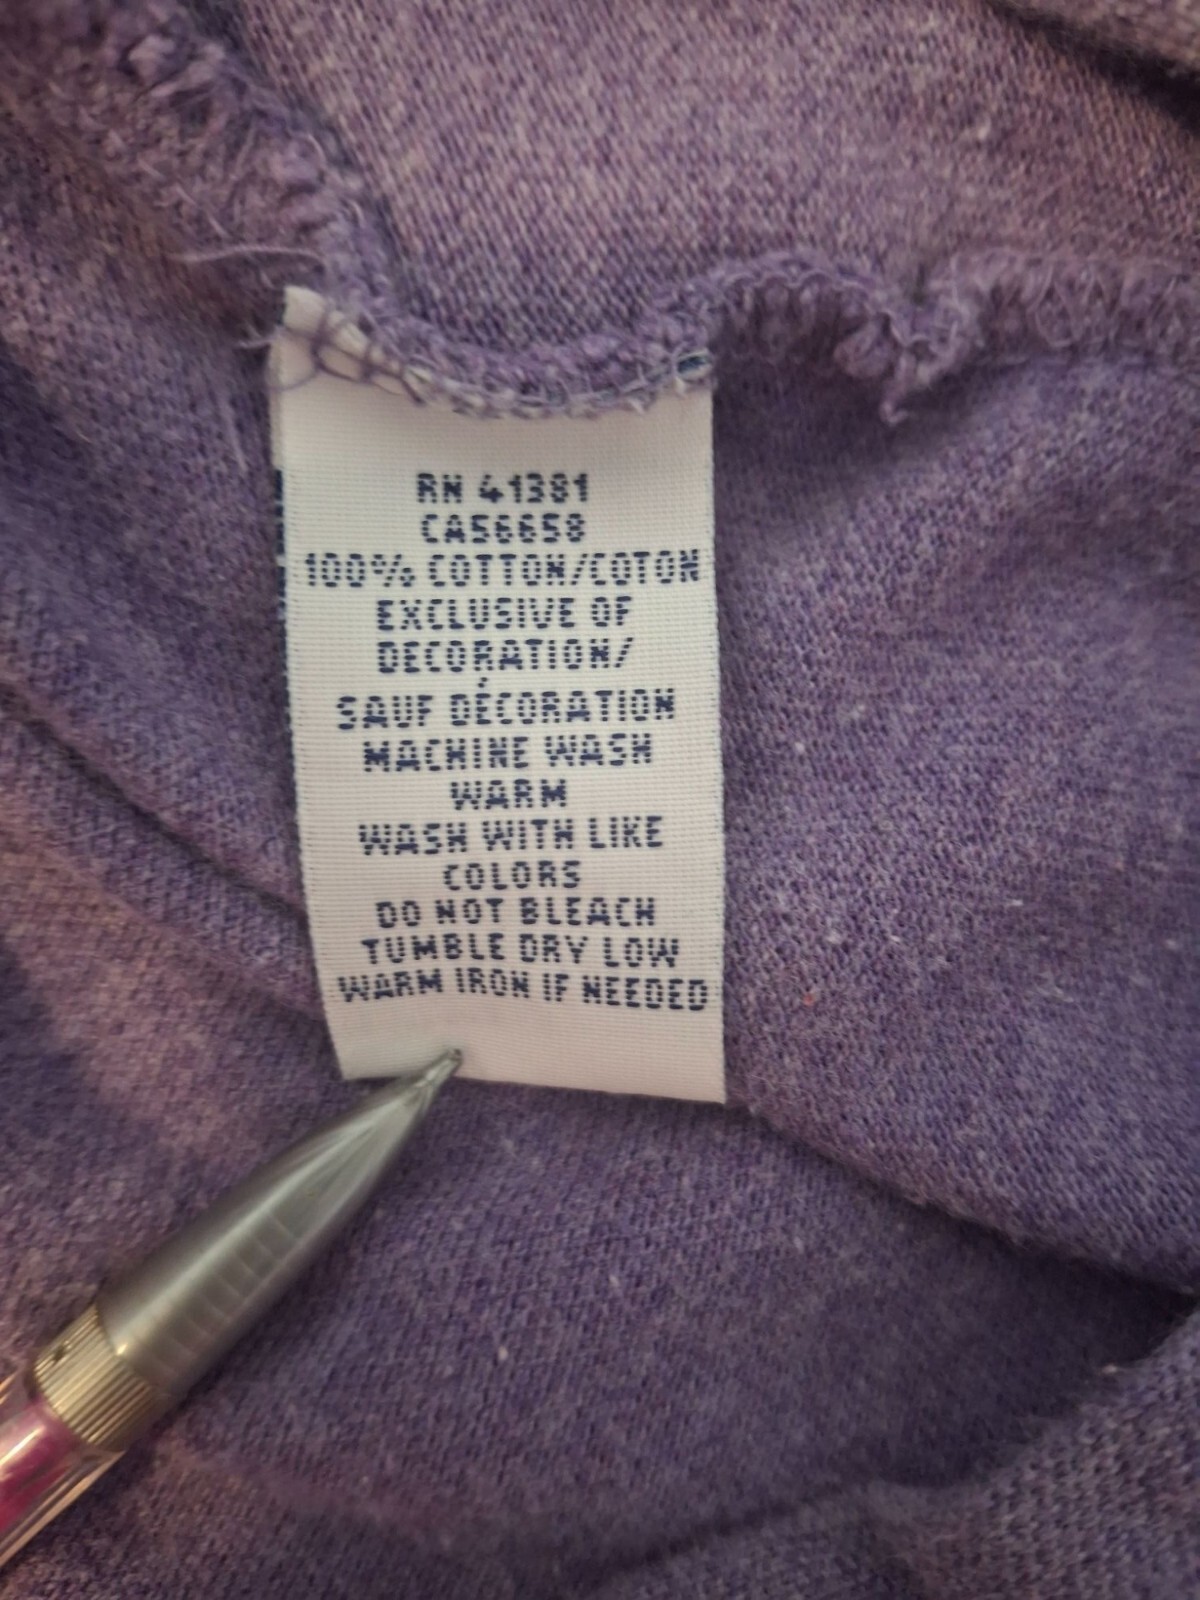 RN 41381
CA56658
100% COTTON/COTON
EXCLUSIVE OF
DECORATION/
SAUF DÉCORATION
MACHINE WASH
WARM
WASH WITH LIKE
COLORS
DO NOT BLEACH
TUMBLE DRY LOW
WARM IRON IF NEEDED